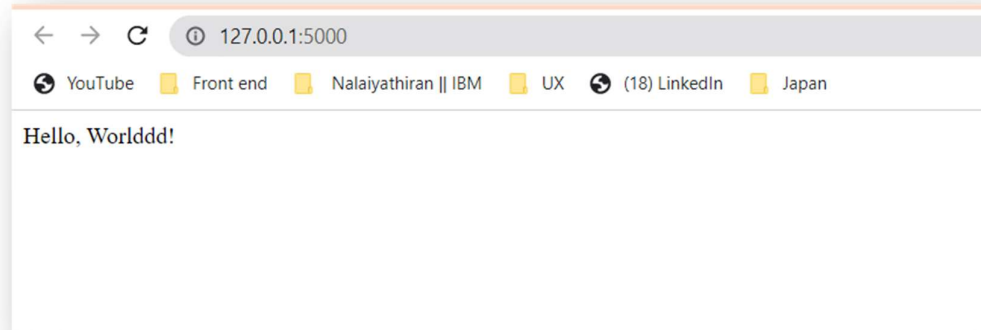 127.0.0.1:5000
YouTube Front end Nalaiyathiran || IBM UX (18) LinkedIn Japan
Hello, Worlddd!